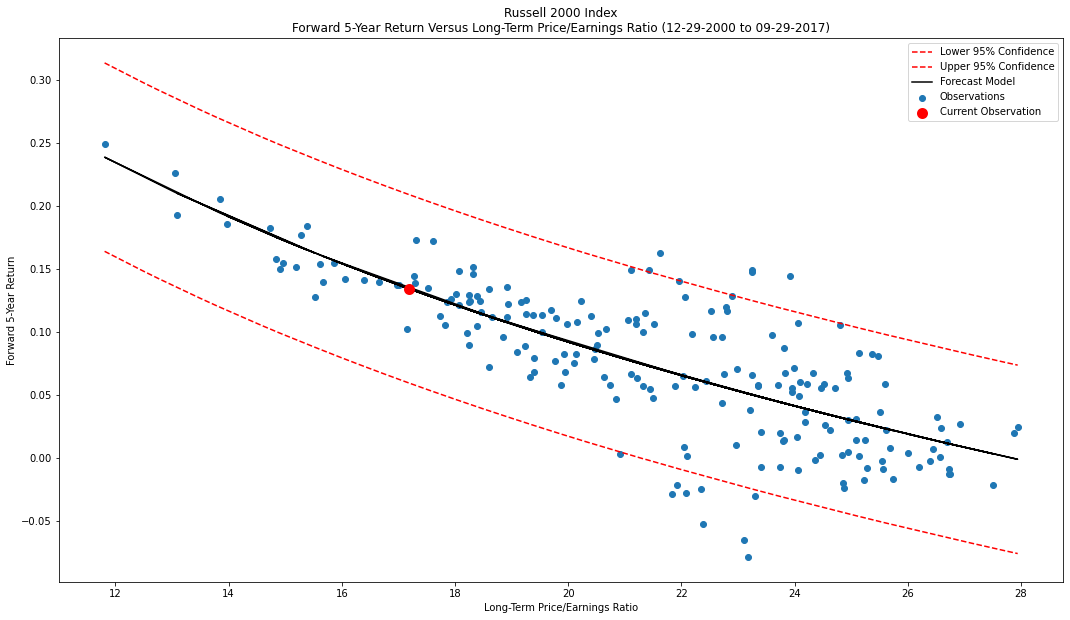 Russell 2000 Index
Forward 5-Year Return Versus Long-Term Price/Earnings Ratio (12-29-2000 to 09-29-2017)
Lower 95% Confidence
Upper 95% Confidence
Forecast Model
Observations
Current Observation
0.30
0.25
0.20
0.15
0.10
0.05
0.00
−0.05
Forward 5-Year Return
12 14 16 18 20 22 24 26 28
Long-Term Price/Earnings Ratio